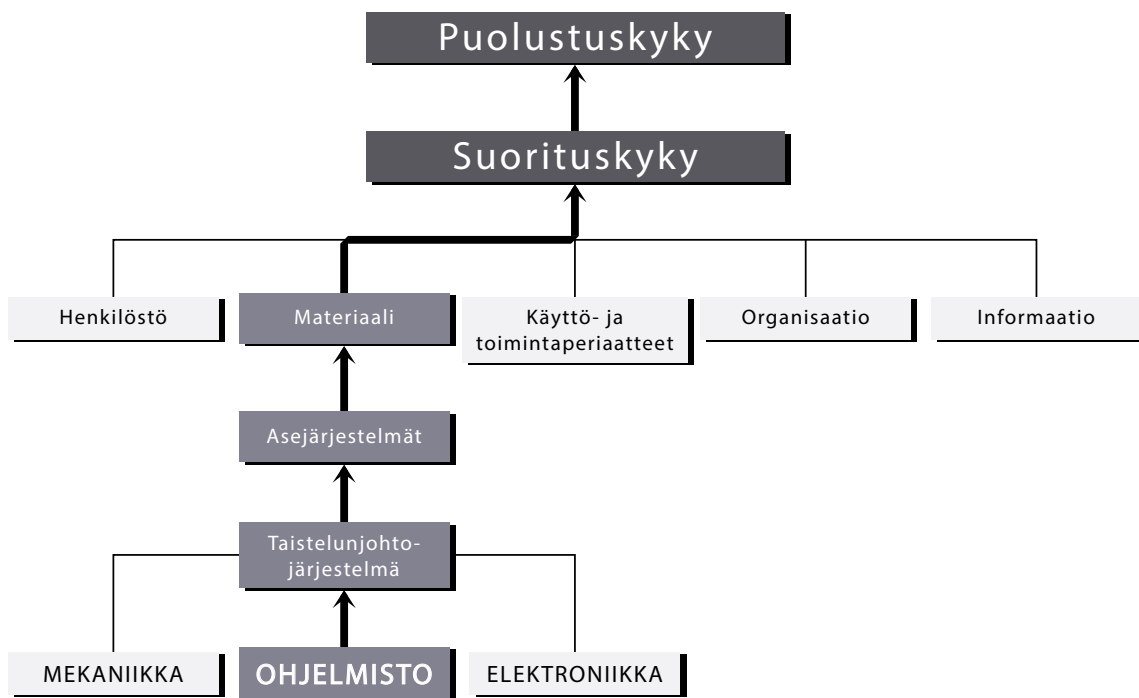 Puolustuskyky
Suorituskyky
Henkilöstö
Materiaali
Käyttö- ja
toimintaperiaatteet
Organisaatio
Informaatio
Asejärjestelmät
Taistelunjohto-
järjestelmä
MEKANIIKKA
OHJELMISTO
ELEKTRONIIKKA